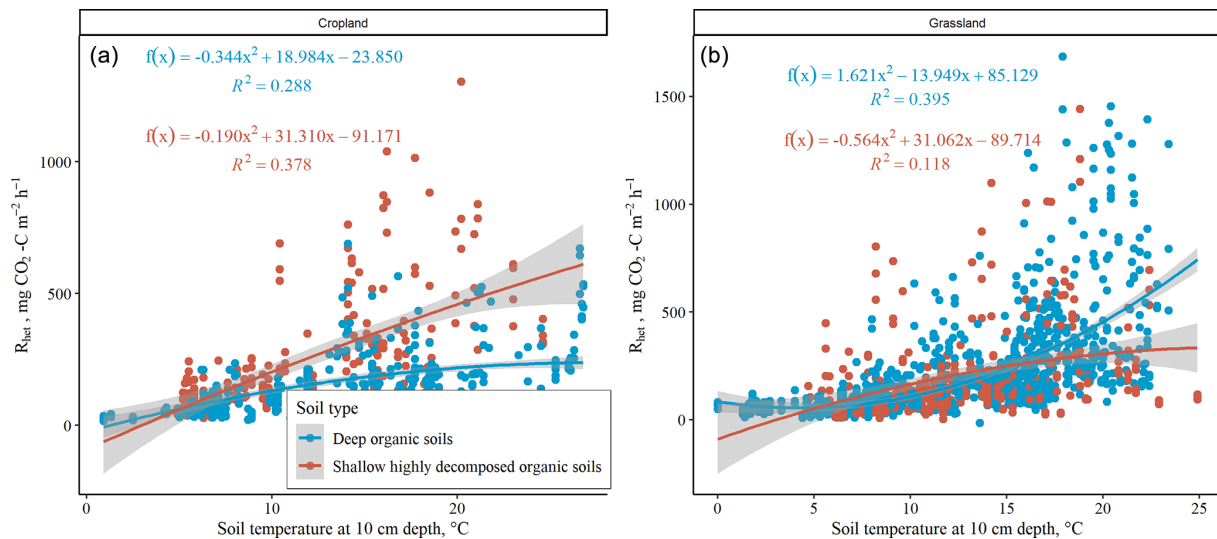 Cropland
(a)
f(x) = -0.344x² + 18.984x − 23.850
R² = 0.288
f(x) = -0.190x² + 31.310x − 91.171
R² = 0.378
R_het , mg CO₂ -C m⁻² h⁻¹
1000
500
0
Soil type
Deep organic soils
Shallow highly decomposed organic soils
0 10 20
Soil temperature at 10 cm depth, °C
Grassland
(b)
f(x) = 1.621x² − 13.949x + 85.129
R² = 0.395
f(x) = -0.564x² + 31.062x − 89.714
R² = 0.118
R_het , mg CO₂ -C m⁻² h⁻¹
1500
1000
500
0
0 5 10 15 20 25
Soil temperature at 10 cm depth, °C